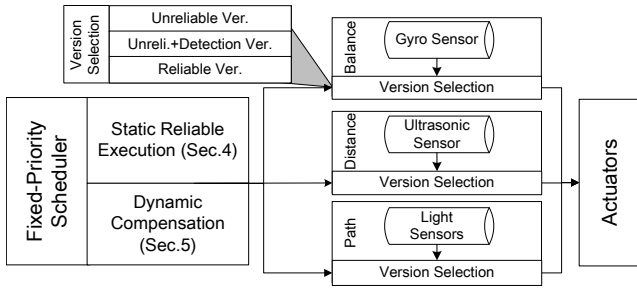 Version
Selection
Unreliable Ver.
Unreli.+Detection Ver.
Reliable Ver.
Fixed-Priority
Scheduler
Static Reliable
Execution (Sec.4)
Dynamic
Compensation
(Sec.5)
Balance
Gyro Sensor
Version Selection
Distance
Ultrasonic
Sensor
Version Selection
Path
Light
Sensors
Version Selection
Actuators